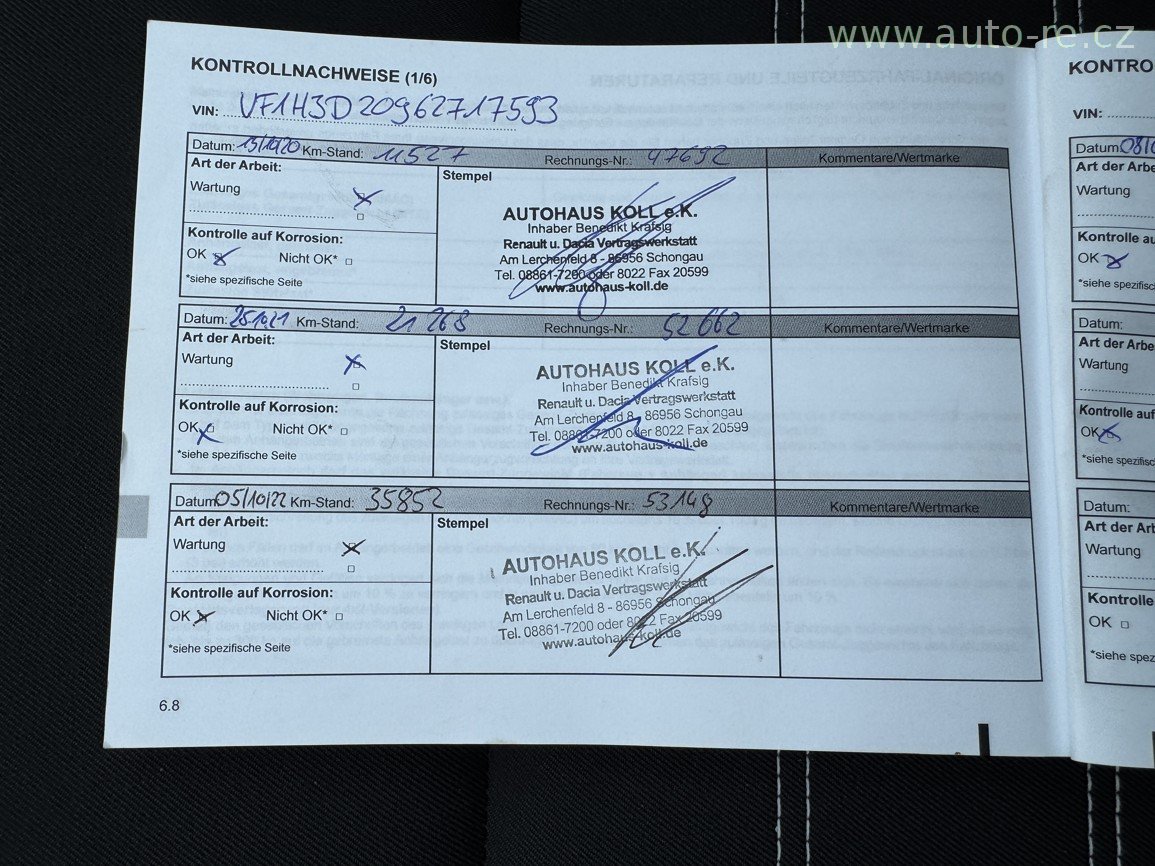 www.auto-re.cz
KONTROLLNACHWEISE (1/6)
VIN: VF1H3D20962717593
Datum: 13/10/20 Km-Stand: 11527 Rechnungs-Nr.: 47692 Kommentare/Wertmarke
Art der Arbeit: Stempel
Wartung
AUTOHAUS KOLL e.K.
Inhaber Benedikt Krafsig
Kontrolle auf Korrosion: Renault u. Dacia Vertragswerkstatt
OK Nicht OK* Am Lerchenfeld 8 - 86956 Schongau
*siehe spezifische Seite Tel. 08861-7200 oder 8022 Fax 20599
www.autohaus-koll.de
Datum: 25/10/21 Km-Stand: 21268 Rechnungs-Nr.: 52662 Kommentare/Wertmarke
Art der Arbeit: Stempel
Wartung AUTOHAUS KOLL e.K.
Inhaber Benedikt Krafsig
Kontrolle auf Korrosion: Renault u. Dacia Vertragswerkstatt
OK Nicht OK* Am Lerchenfeld 8 - 86956 Schongau
Tel. 08861-7200 oder 8022 Fax 20599
*siehe spezifische Seite www.autohaus-koll.de
Datum: 05/10/22 Km-Stand: 35852 Rechnungs-Nr.: 53148 Kommentare/Wertmarke
Art der Arbeit: Stempel
Wartung AUTOHAUS KOLL e.K.
Inhaber Benedikt Krafsig
Kontrolle auf Korrosion: Renault u. Dacia Vertragswerkstatt
OK Nicht OK* Am Lerchenfeld 8 - 86956 Schongau
Tel. 08861-7200 oder 8022 Fax 20599
*siehe spezifische Seite www.autohaus-koll.de
6.8
KONTRO
VIN:
Datum: 08/
Art der Arbe
Wartung
Kontrolle au
OK
*siehe spezifisc
Datum:
Art der Arbe
Wartung
Kontrolle auf
OK
*siehe spezifisc
Datum:
Art der Art
Wartung
Kontrolle
OK
*siehe spez